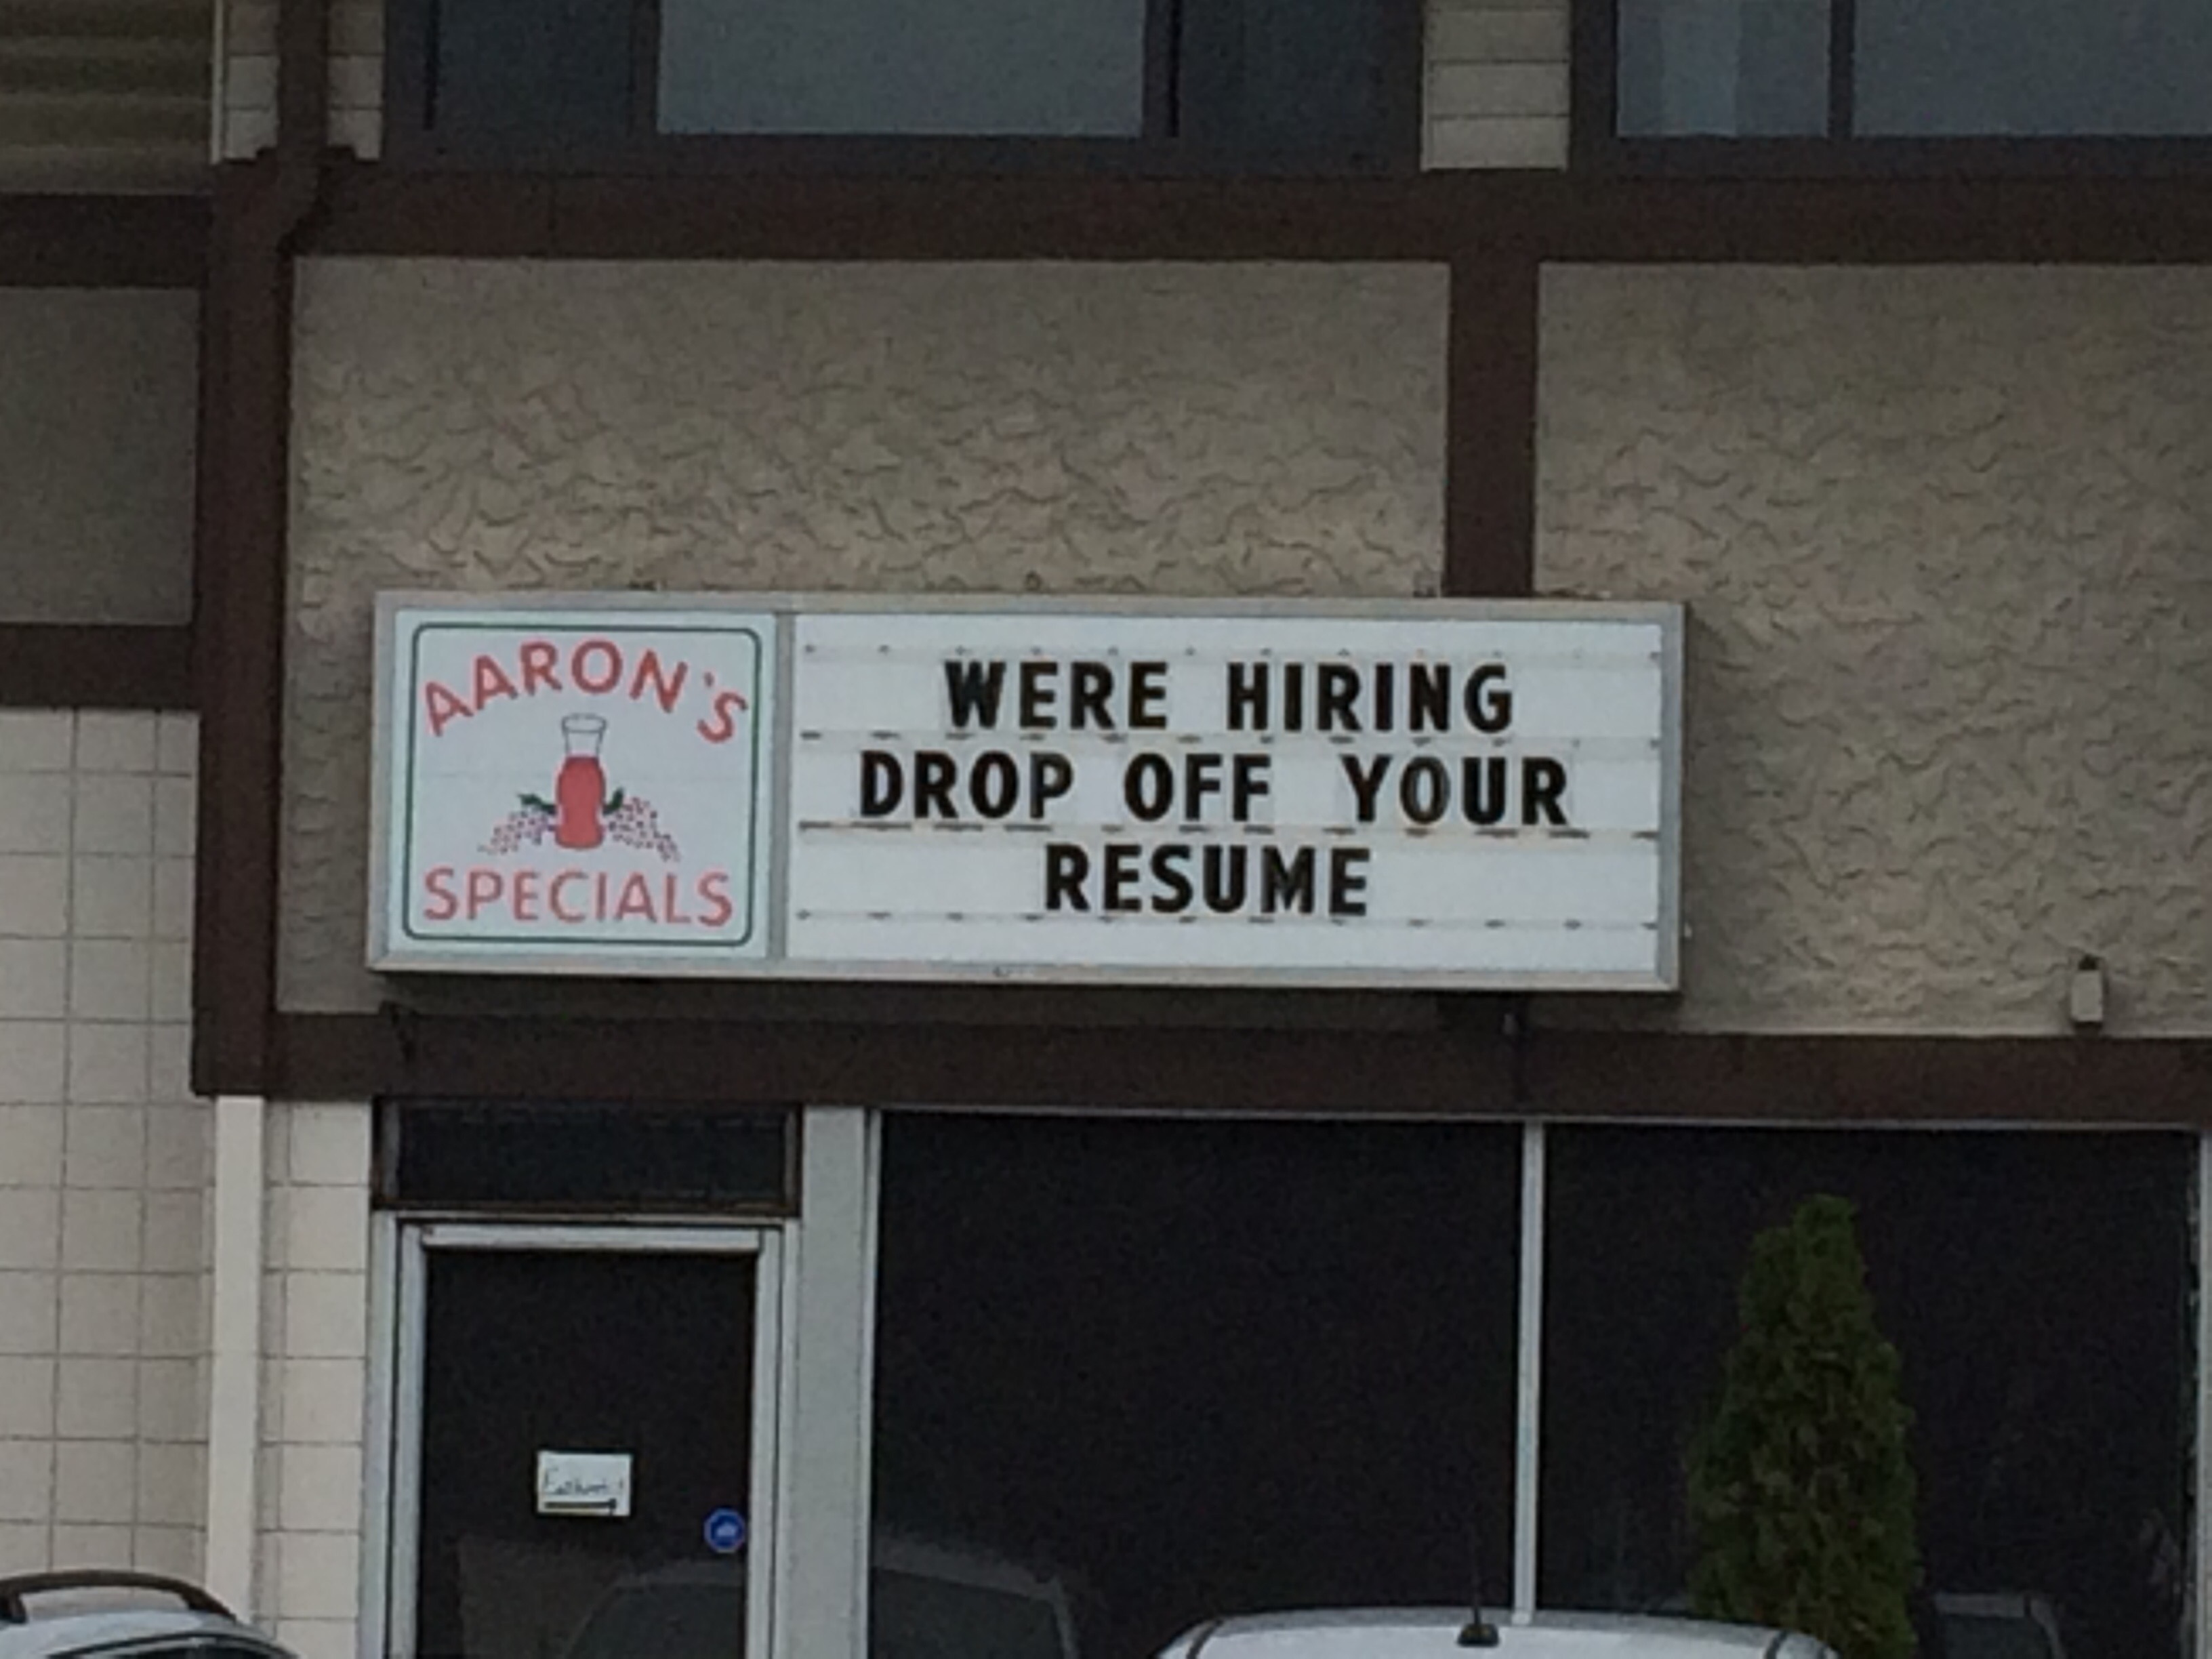 AARON'S
SPECIALS
WERE HIRING
DROP OFF YOUR
RESUME